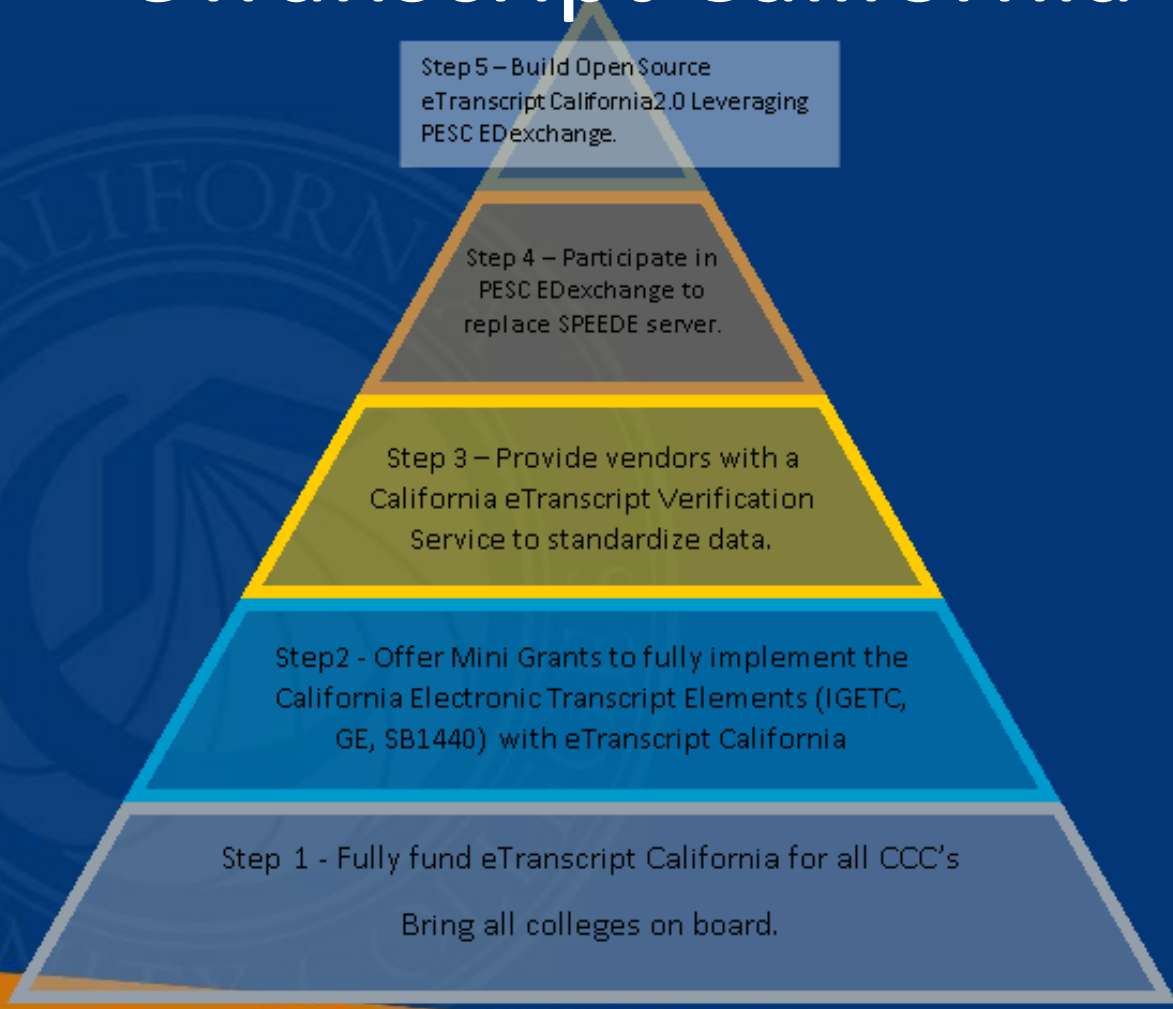 eTranscript California
Step 5 – Build Open Source
eTranscript California2.0 Leveraging
PESC EDexchange.
Step 4 – Participate in
PESC EDexchange to
replace SPEEDE server.
Step 3 – Provide vendors with a
California eTranscript Verification
Service to standardize data.
Step2 - Offer Mini Grants to fully implement the
California Electronic Transcript Elements (IGETC,
GE, SB1440) with eTranscript California
Step 1 - Fully fund eTranscript California for all CCC's
Bring all colleges on board.